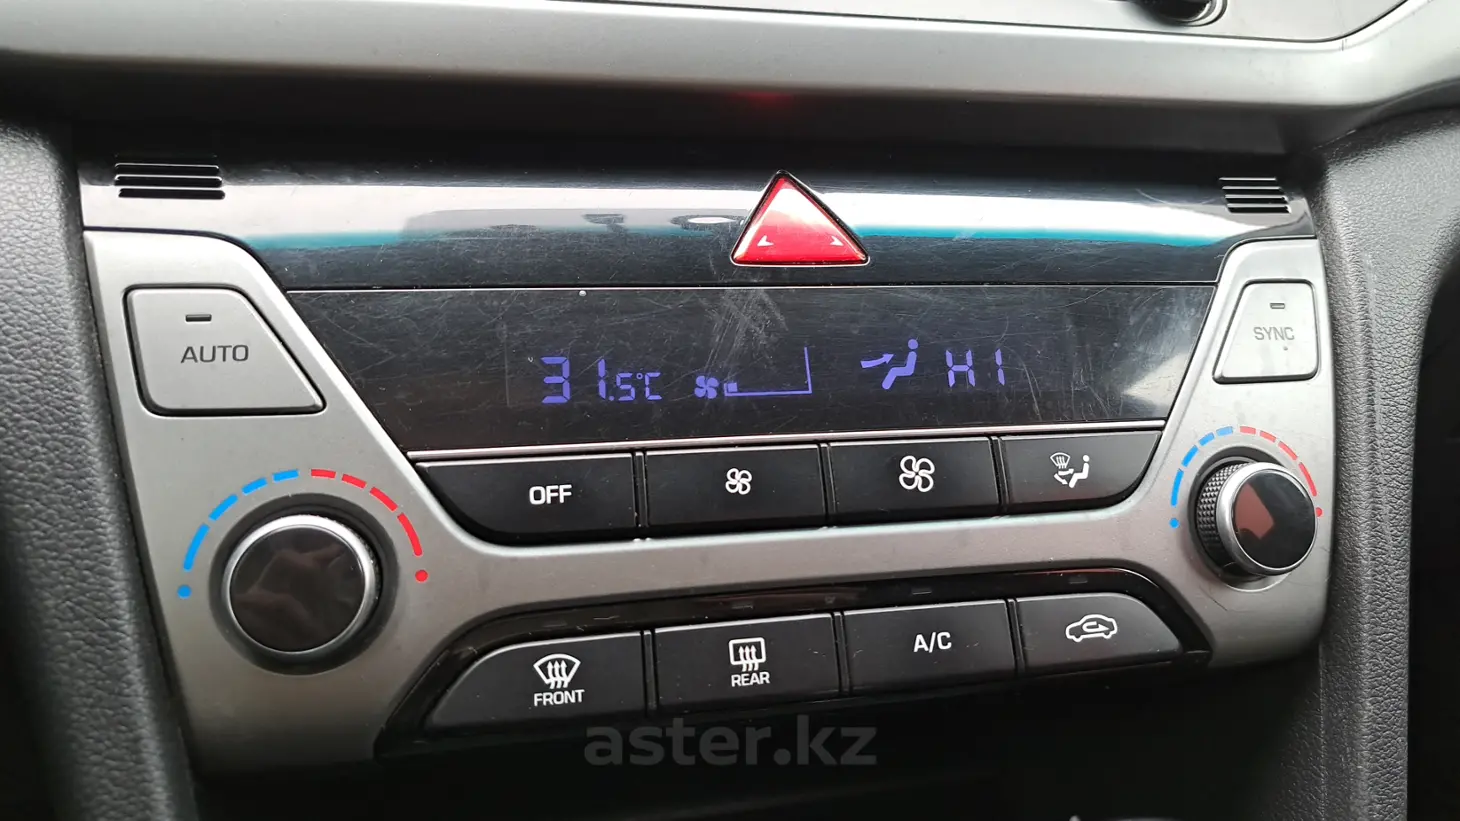 AUTO
SYNC
31.5°C
HI
OFF
FRONT
REAR
A/C
aster.kz